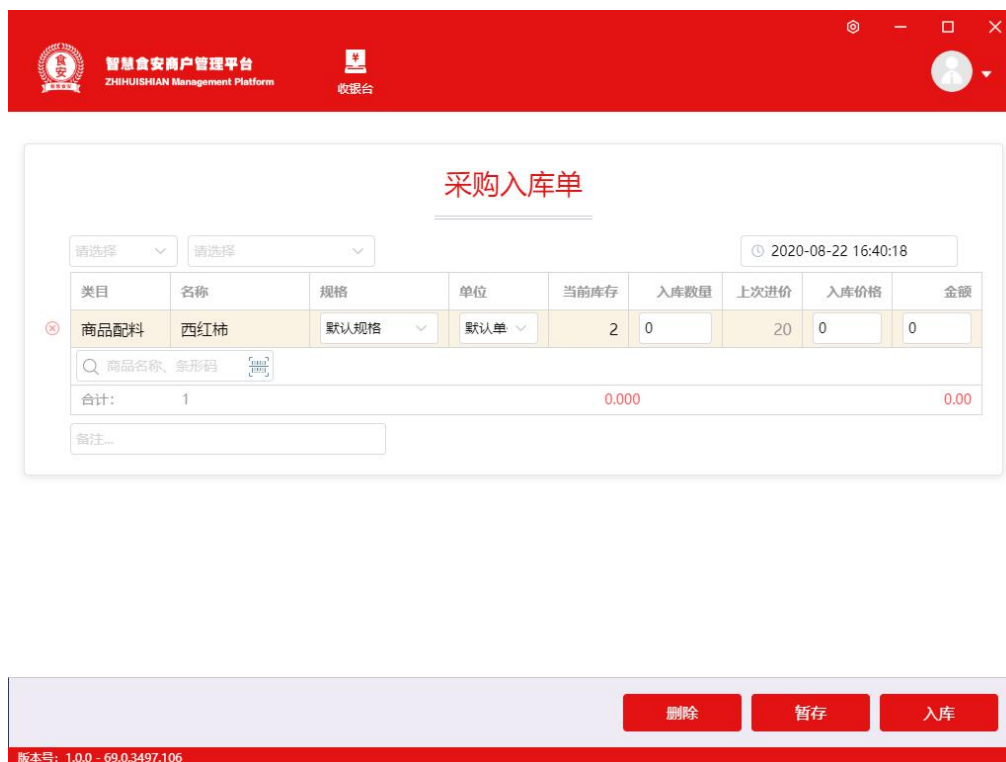 食安
智慧食安商户管理平台
ZHIHUISHIAN Management Platform
收银台
采购入库单
请选择 请选择 2020-08-22 16:40:18
类目 名称 规格 单位 当前库存 入库数量 上次进价 入库价格 金额
商品配料 西红柿 默认规格 默认单 2 0 20 0 0
商品名称、条形码
合计: 1 0.000 0.00
备注...
删除 暂存 入库
版本号: 1.0.0 - 69.0.3497.106